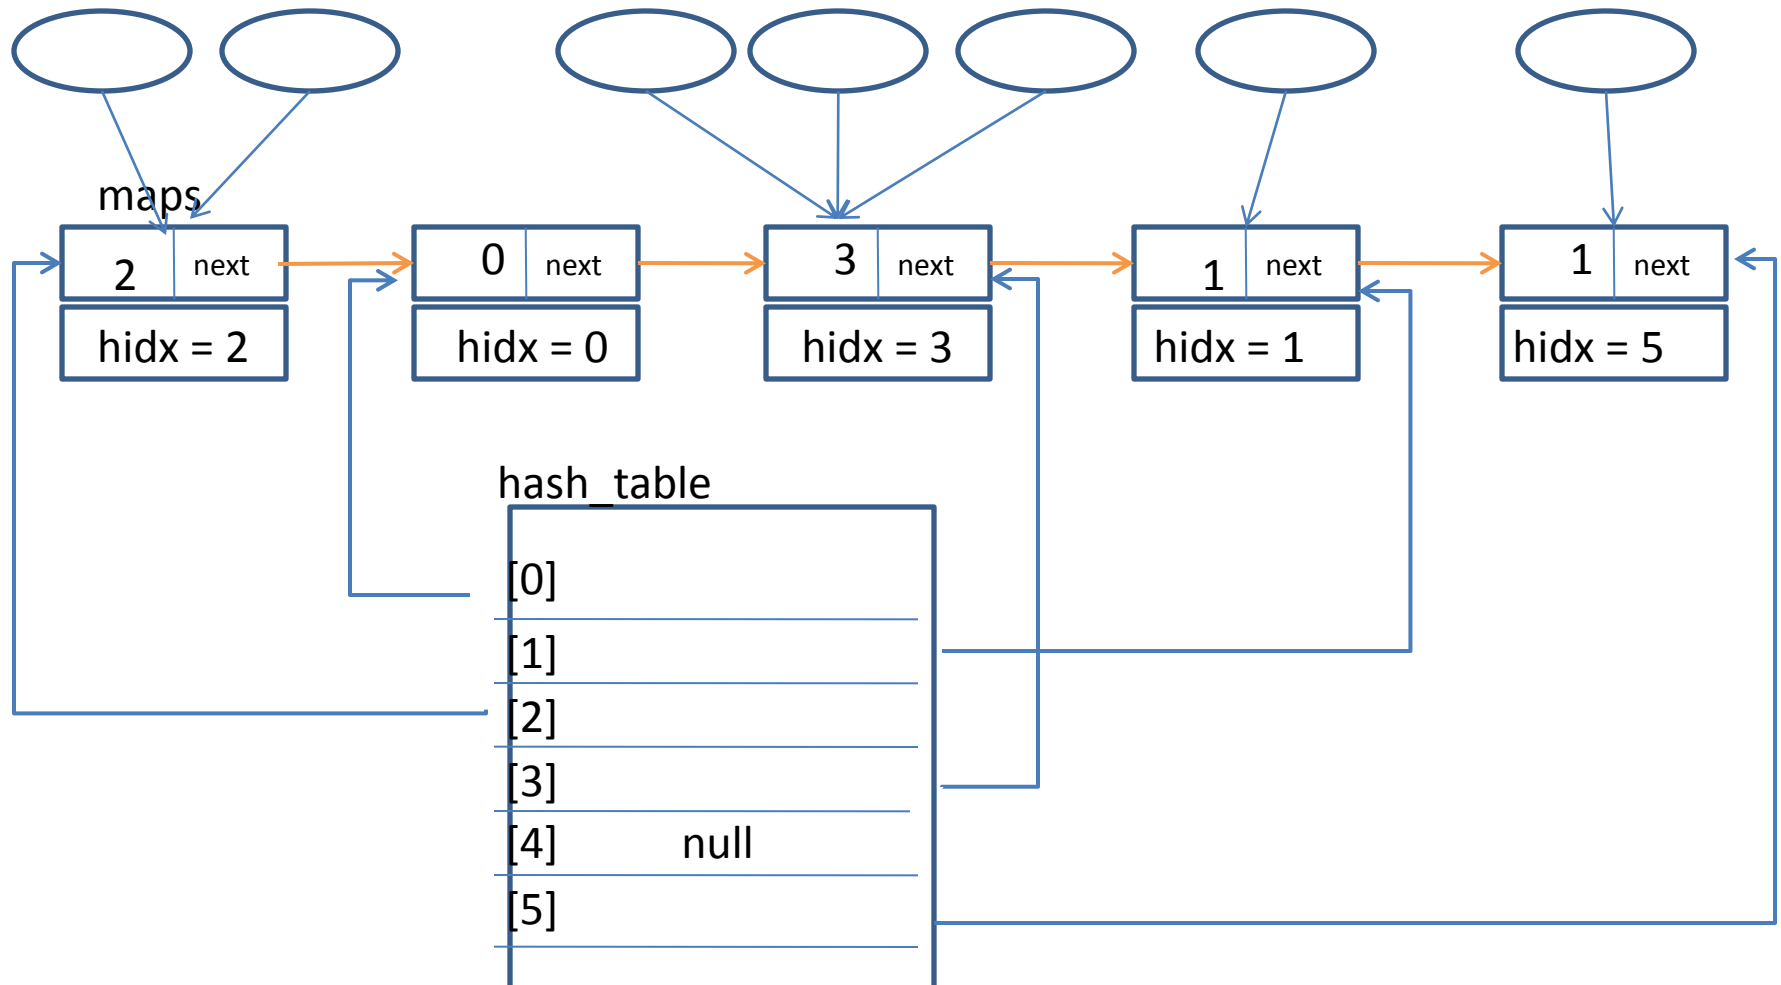 maps
2 next 0 next 3 next 1 next 1 next
hidx = 2 hidx = 0 hidx = 3 hidx = 1 hidx = 5
hash_table
[0]
[1]
[2]
[3]
[4] null
[5]